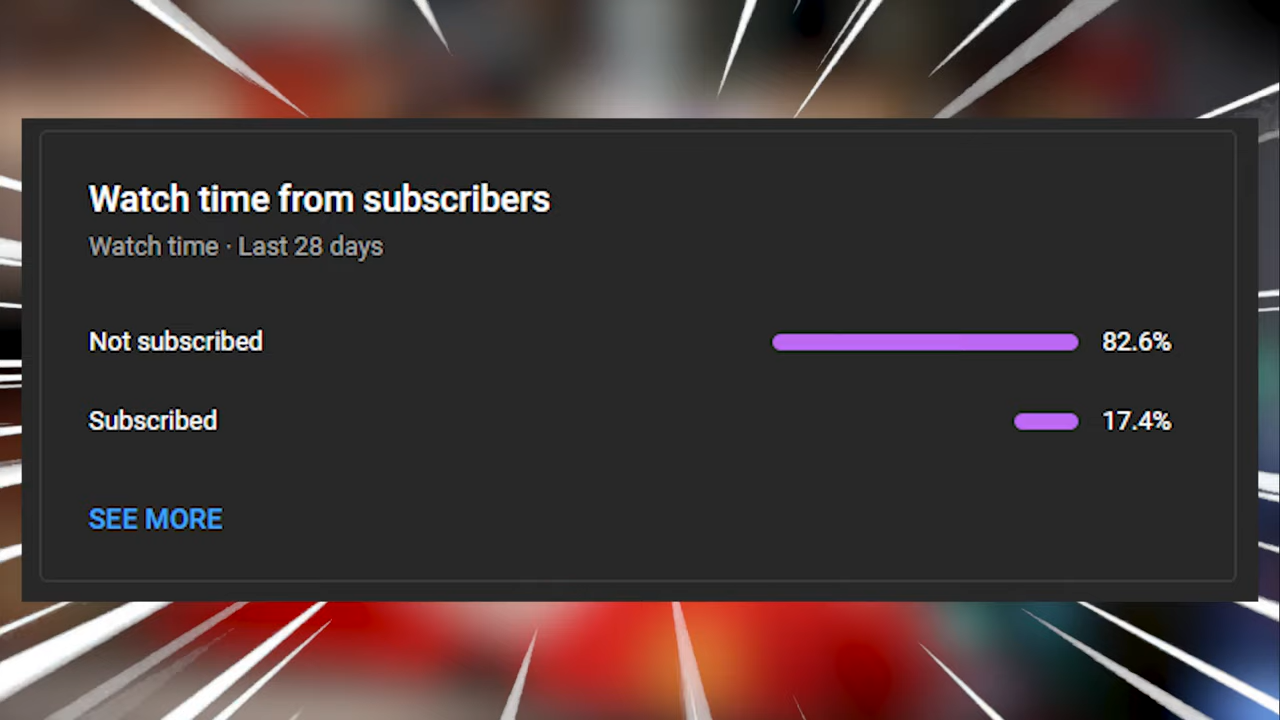 Watch time from subscribers
Watch time · Last 28 days
Not subscribed 82.6%
Subscribed 17.4%
SEE MORE